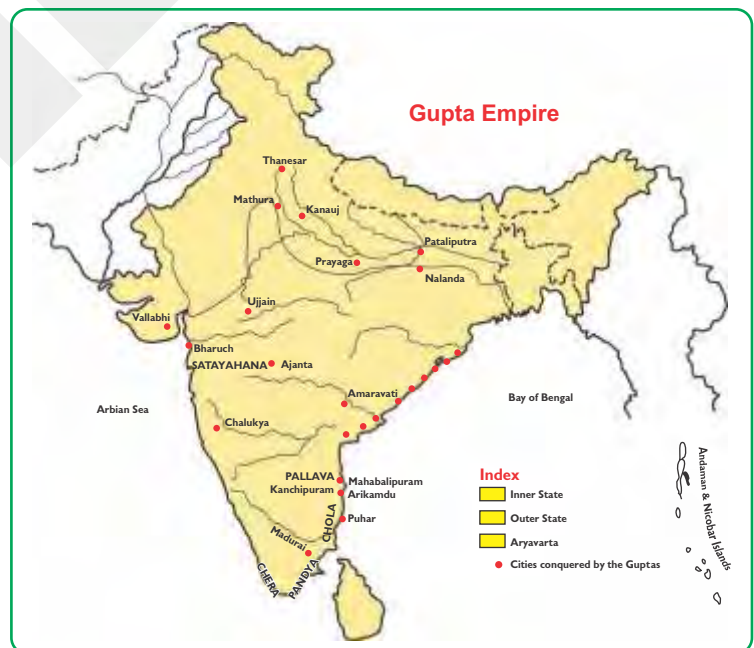 Gupta Empire
Thanesar
Mathura
Kanauj
Pataliputra
Prayaga
Nalanda
Ujjain
Vallabhi
Bharuch
SATAYAHANA
Ajanta
Arbian Sea
Amaravati
Bay of Bengal
Chalukya
PALLAVA
Mahabalipuram
Kanchipuram
Arikamdu
CHOLA
Puhar
Madurai
CHERA
PANDYA
Andaman & Nicobar Islands
Index
Inner State
Outer State
Aryavarta
Cities conquered by the Guptas